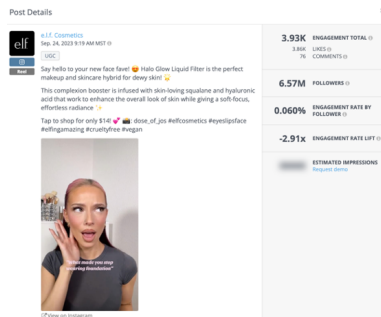 Post Details
e.l.f. Cosmetics
Sep. 24, 2023 9:19 AM MST
UGC
elf
Reel
Say hello to your new face fave! 😍 Halo Glow Liquid Filter is the perfect
makeup and skincare hybrid for dewy skin! 💡
This complexion booster is infused with skin-loving squalane and hyaluronic
acid that work to enhance the overall look of skin while giving a soft-focus,
effortless radiance ✨
Tap to shop for only $14! 💕 📸: dose_of_jos #elfcosmetics #eyeslipsface
#elfingamazing #crueltyfree #vegan
"What made you stop
wearing foundation"
View on Instagram
3.93K ENGAGEMENT TOTAL
3.86K LIKES
76 COMMENTS
6.57M FOLLOWERS
0.060% ENGAGEMENT RATE BY
FOLLOWER
-2.91x ENGAGEMENT RATE LIFT
ESTIMATED IMPRESSIONS
Request demo